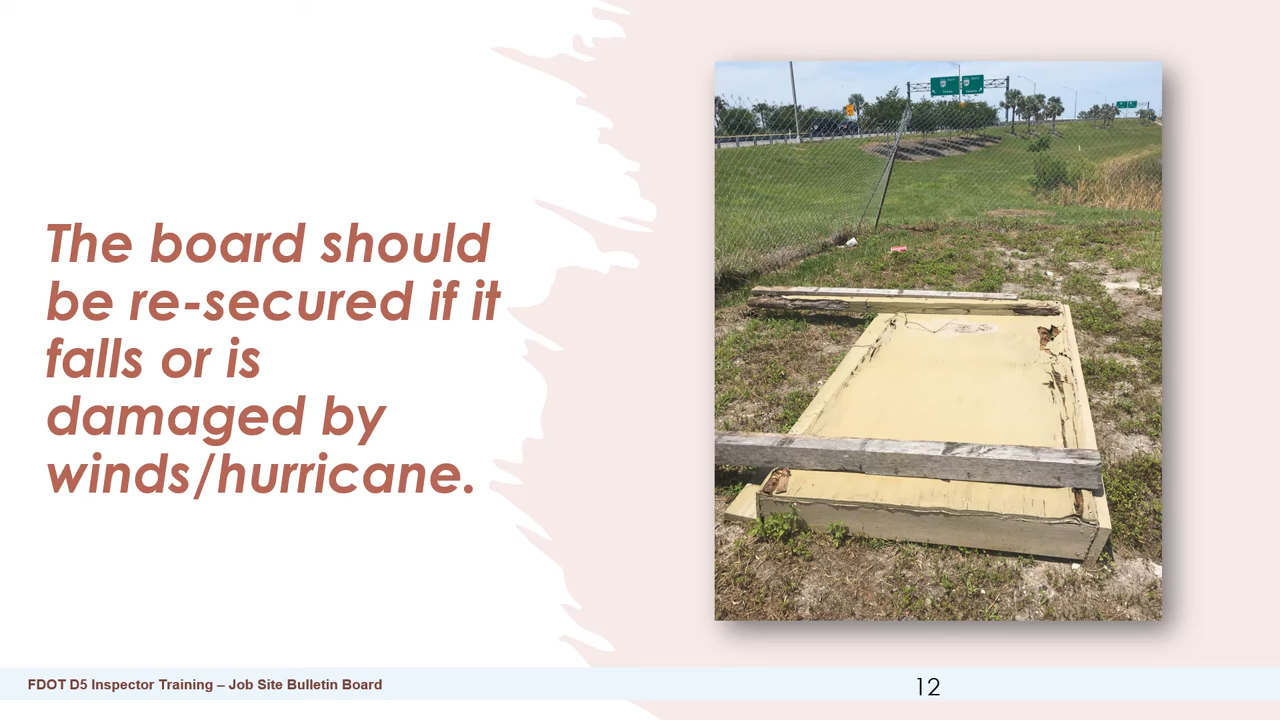 The board should
be re-secured if it
falls or is
damaged by
winds/hurricane.
FDOT D5 Inspector Training – Job Site Bulletin Board
12